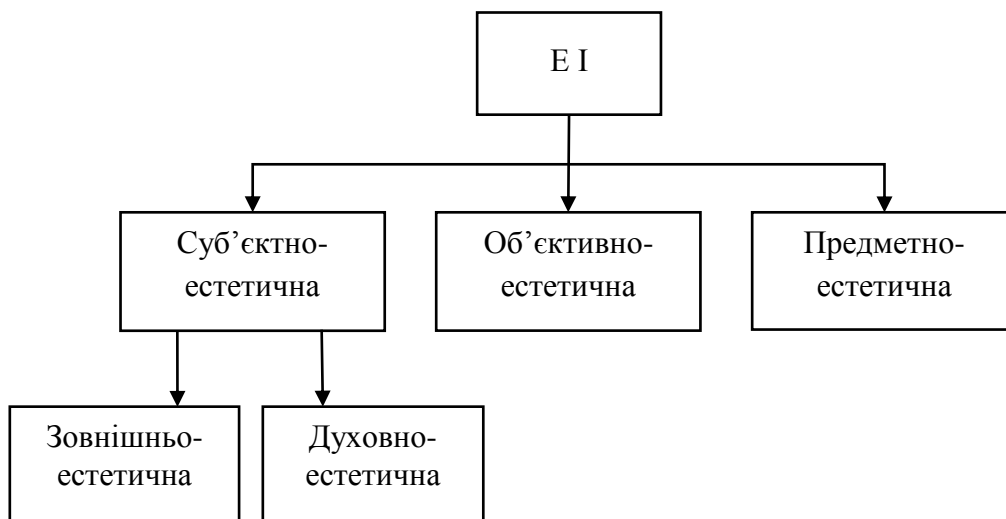 Е І
Суб’єктно-
естетична
Об’єктивно-
естетична
Предметно-
естетична
Зовнішньо-
естетична
Духовно-
естетична